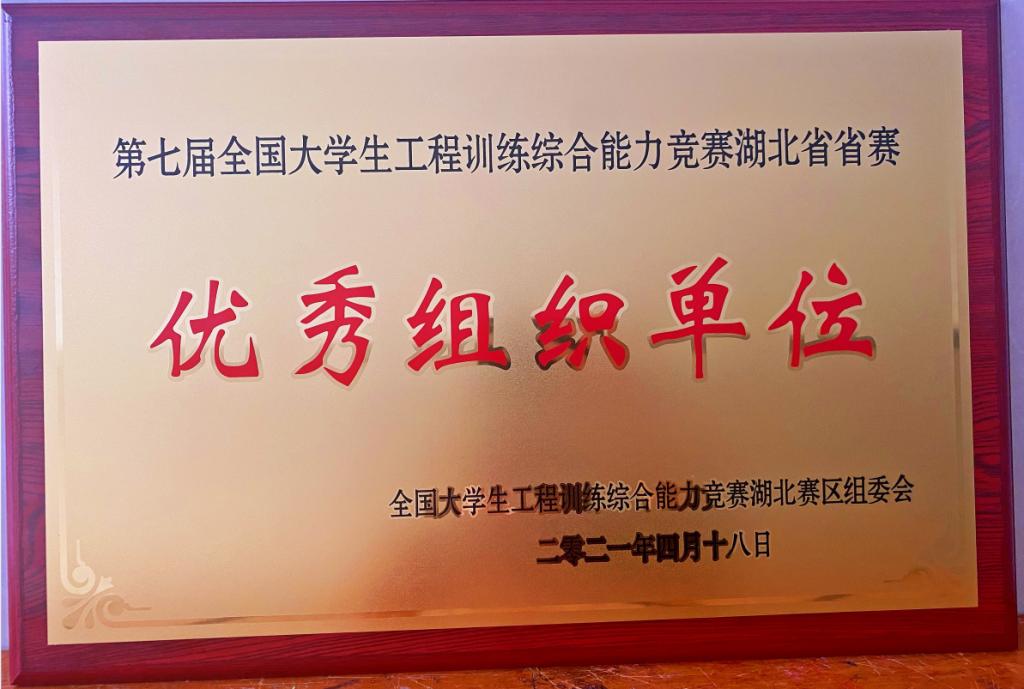 第七届全国大学生工程训练综合能力竞赛湖北省省赛
优秀组织单位
全国大学生工程训练综合能力竞赛湖北赛区组委会
二零二一年四月十八日